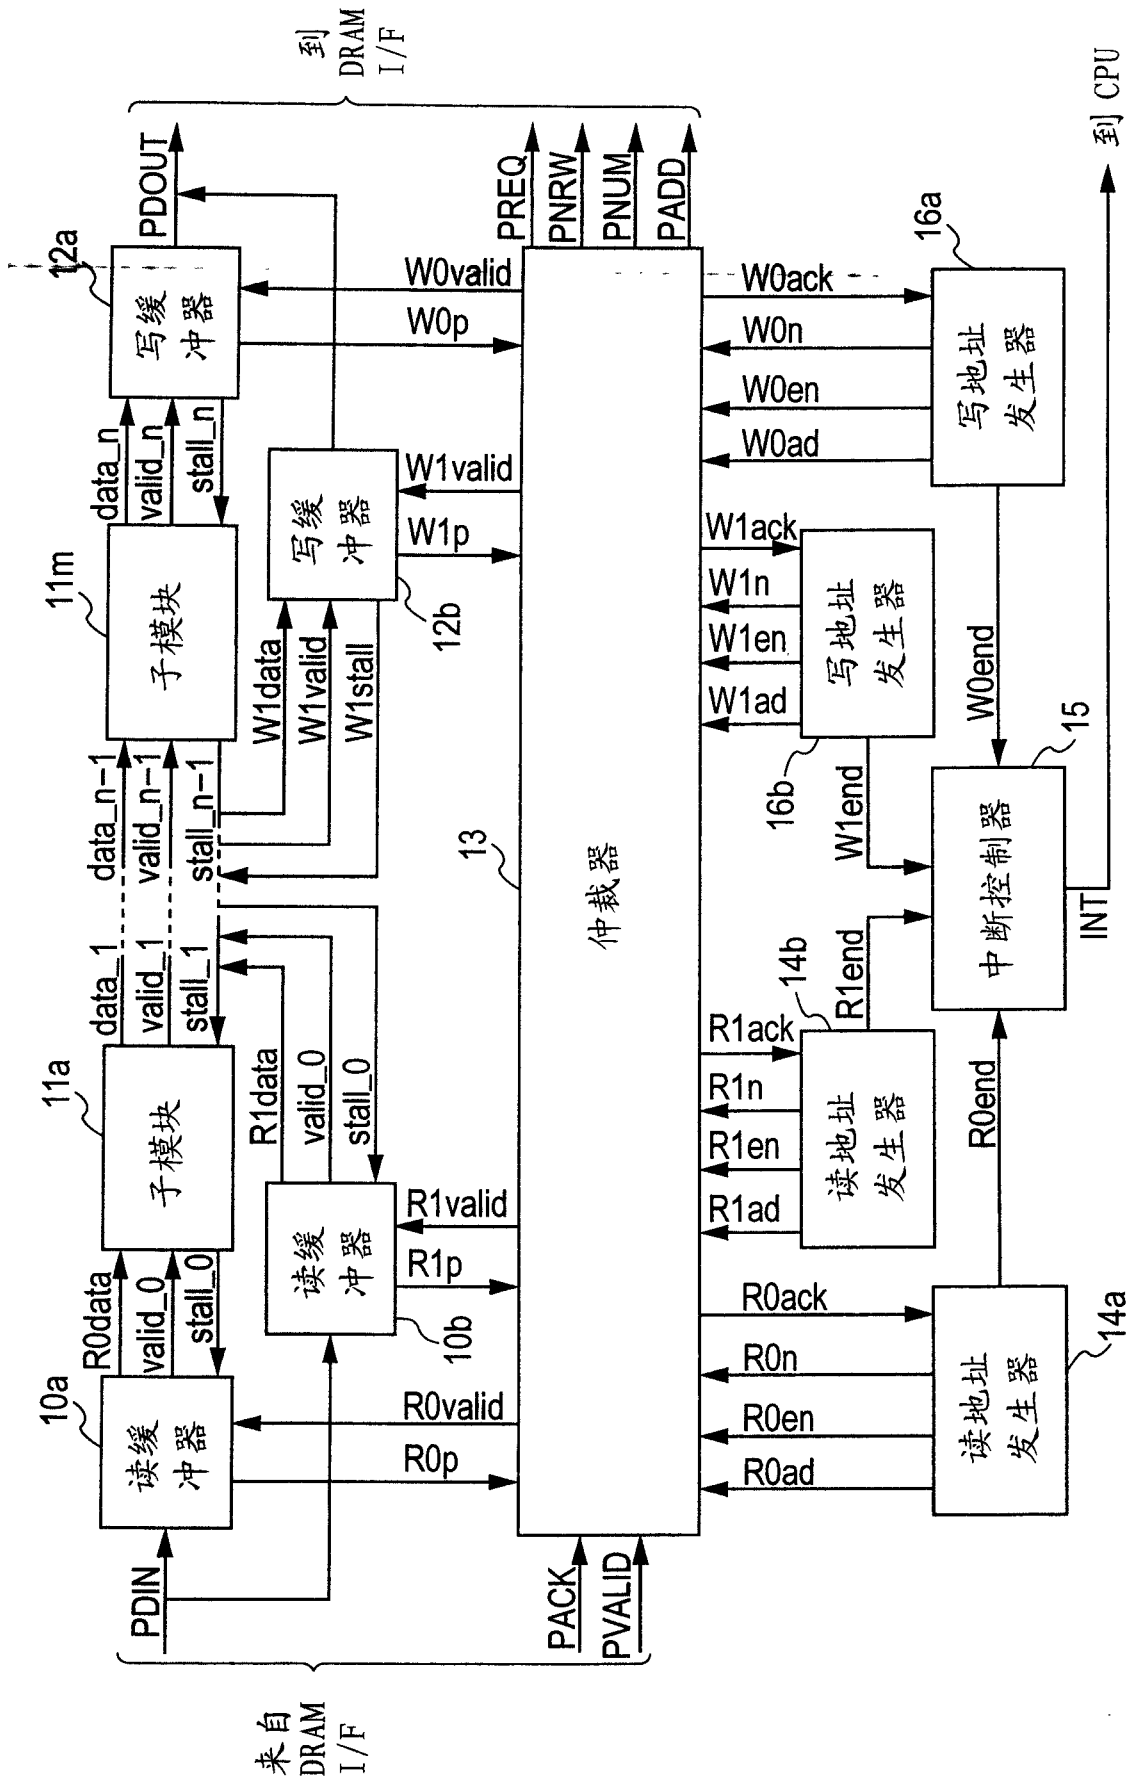 来自
DRAM
I/F
PDIN
10a
读缓
冲器
R0data
valid_0
stall_0
11a
子模块
data_1
valid_1
stall_1
data_n-1
valid_n-1
stall_n-1
11m
子模块
data_n
valid_n
stall_n
12a
写缓
冲器
PDOUT
到
DRAM
I/F
读缓
冲器
10b
R1data
valid_0
stall_0
W1data
W1valid
W1stall
写缓
冲器
12b
R0valid
R0p
R1valid
R1p
W1valid
W1p
W0valid
W0p
PACK
PVALID
13
仲裁器
PREQ
PNRW
PNUM
PADD
R0ack
R0n
R0en
R0ad
R1ack
R1n
R1en
R1ad
W1ack
W1n
W1en
W1ad
W0ack
W0n
W0en
W0ad
读地址
发生器
14a
14b
读地址
发生器
16b
写地址
发生器
16a
写地址
发生器
R0end
R1end
W1end
W0end
15
中断控制器
INT
到 CPU